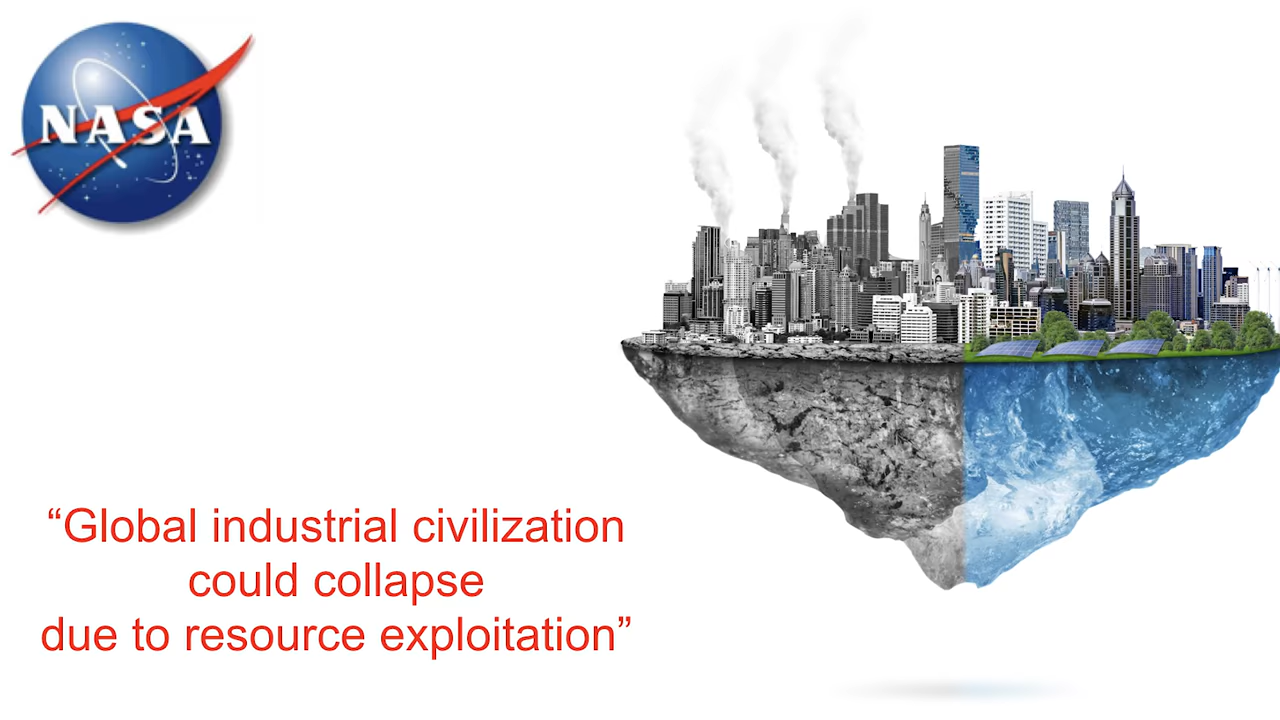 NASA
“Global industrial civilization
could collapse
due to resource exploitation”